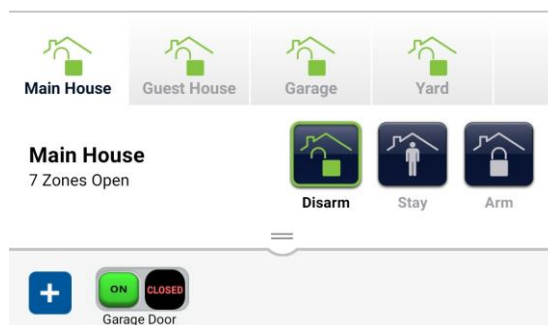 Main House Guest House Garage Yard
Main House
7 Zones Open
Disarm Stay Arm
ON CLOSED
Garage Door